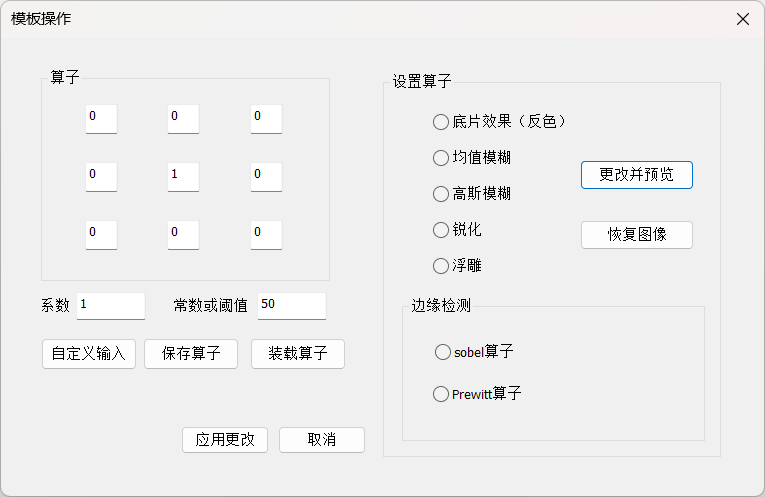 模板操作
算子
0 0 0
0 1 0
0 0 0
系数 1 常数或阈值 50
自定义输入 保存算子 装载算子
应用更改 取消
设置算子
底片效果（反色）
均值模糊
高斯模糊
锐化
浮雕
更改并预览
恢复图像
边缘检测
sobel算子
Prewitt算子